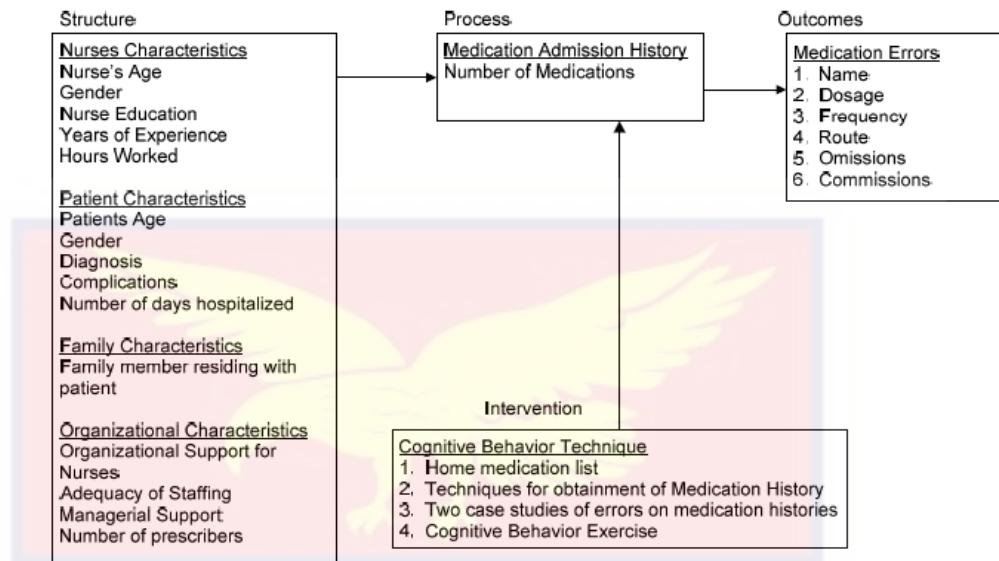 Structure
Nurses Characteristics
Nurse's Age
Gender
Nurse Education
Years of Experience
Hours Worked
Patient Characteristics
Patients Age
Gender
Diagnosis
Complications
Number of days hospitalized
Family Characteristics
Family member residing with
patient
Organizational Characteristics
Organizational Support for
Nurses
Adequacy of Staffing
Managerial Support
Number of prescribers
Process
Medication Admission History
Number of Medications
Outcomes
Medication Errors
1. Name
2. Dosage
3. Frequency
4. Route
5. Omissions
6. Commissions
Intervention
Cognitive Behavior Technique
1. Home medication list
2. Techniques for obtainment of Medication History
3. Two case studies of errors on medication histories
4. Cognitive Behavior Exercise